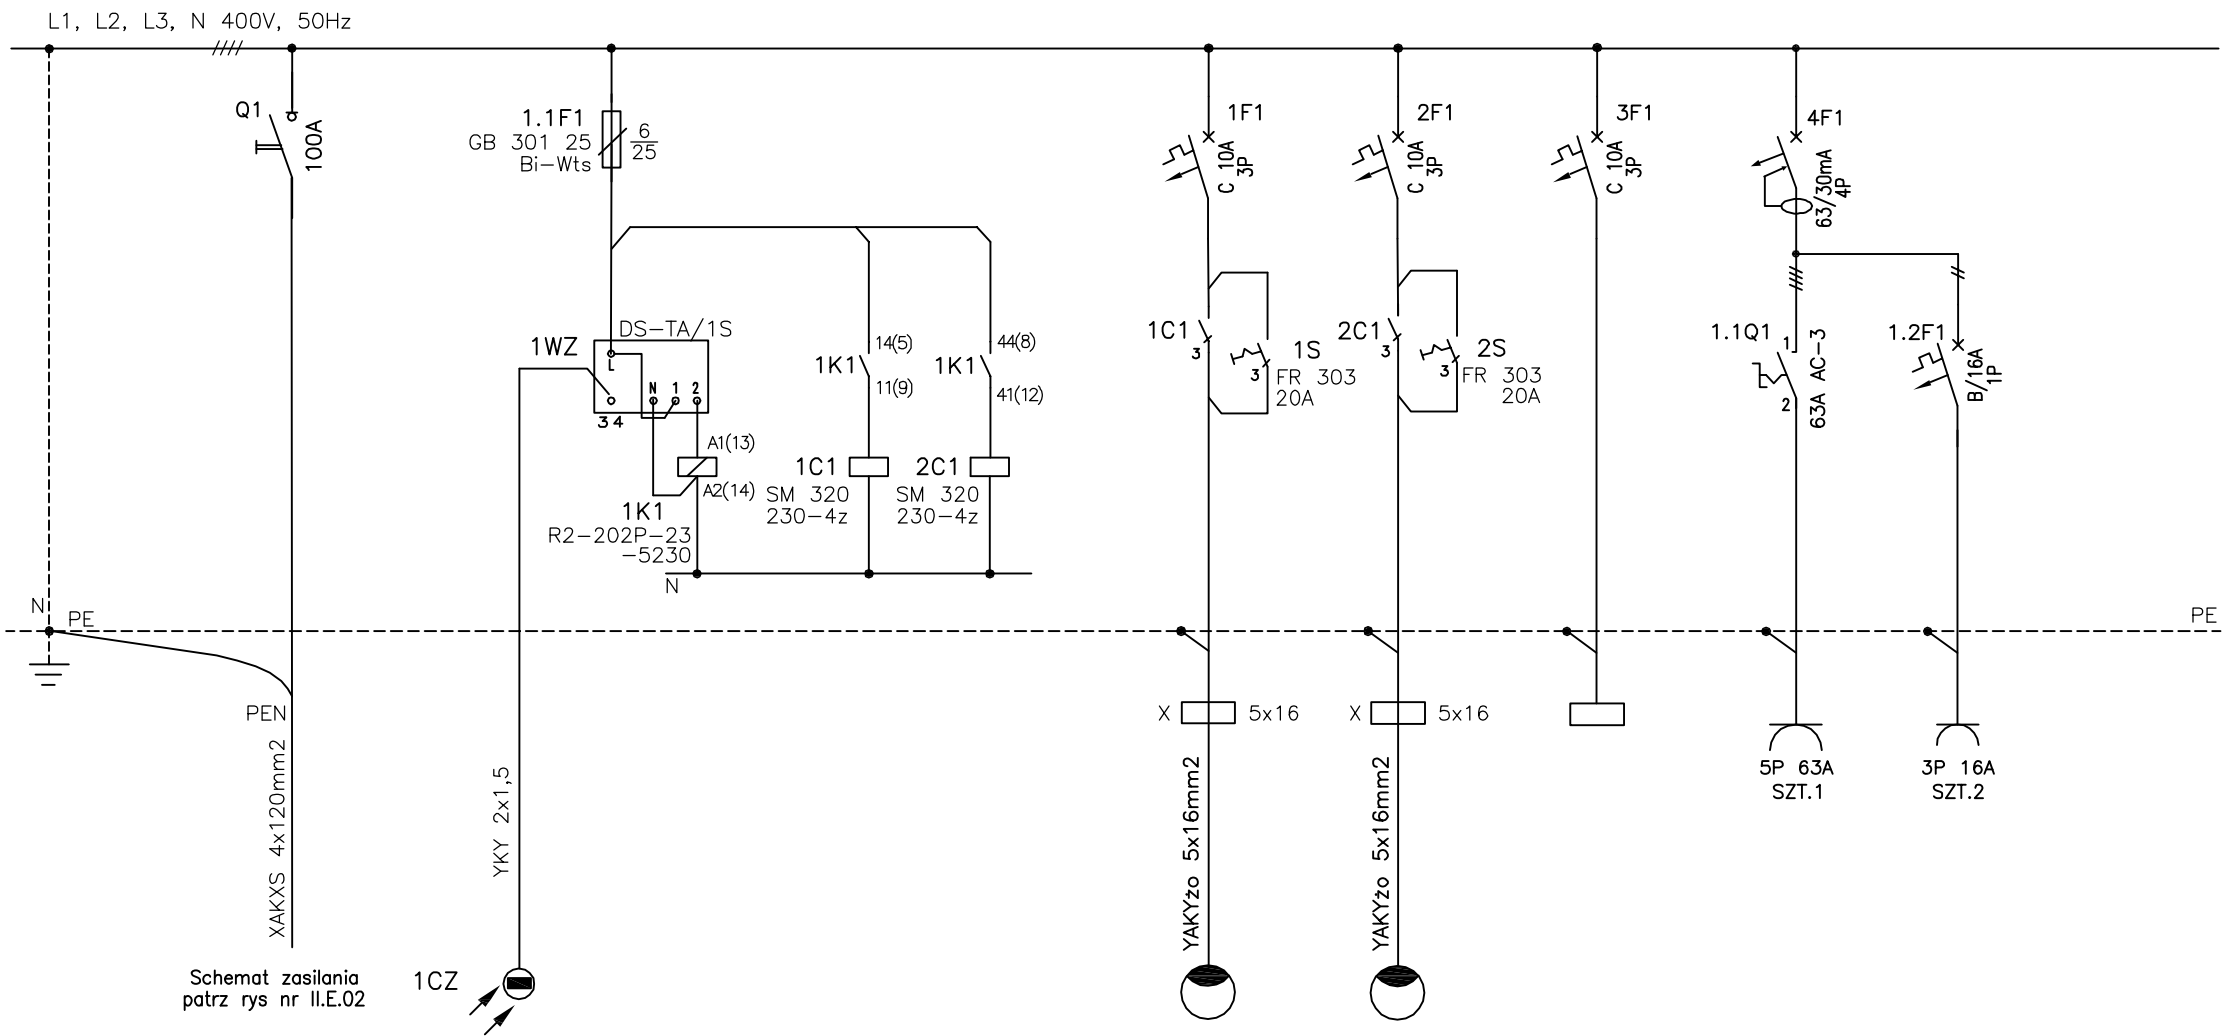 L1, L2, L3, N 400V, 50Hz
Q1
100A
1.1F1
GB 301 25
Bi-Wts
6
25
1F1
C 10A
3P
2F1
C 10A
3P
3F1
C 10A
3P
4F1
63/30mA
4P
DS-TA/1S
1WZ
L
N 1 2
3 4
A1(13)
A2(14)
1K1
R2-202P-23
-5230
14(5)
1K1
11(9)
44(8)
1K1
41(12)
1C1
SM 320
230-4z
2C1
SM 320
230-4z
N
1C1
3
3
1S
FR 303
20A
2C1
3
3
2S
FR 303
20A
1.1Q1
1
2
63A AC-3
1.2F1
B/16A
1P
N
PE
PE
PEN
XAKXS 4x120mm2
YKY 2x1,5
X
5x16
X
5x16
YAKYżo 5x16mm2
YAKYżo 5x16mm2
5P 63A
SZT.1
3P 16A
SZT.2
1CZ
Schemat zasilania
patrz rys nr II.E.02